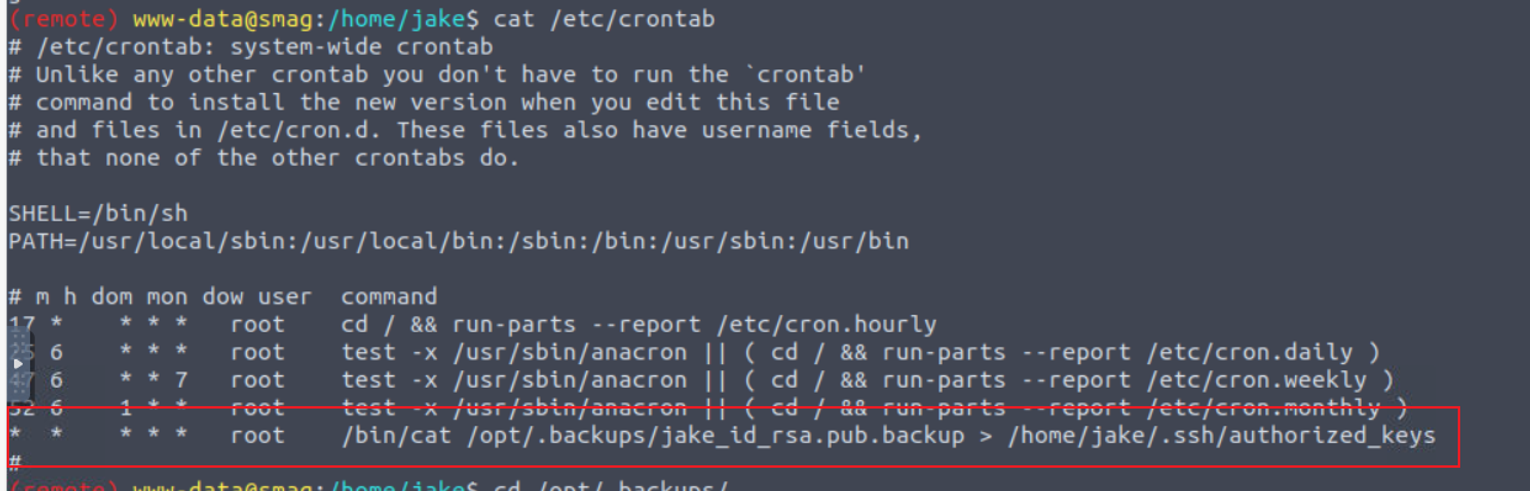 (remote) www-data@smag:/home/jake$ cat /etc/crontab
# /etc/crontab: system-wide crontab
# Unlike any other crontab you don't have to run the `crontab'
# command to install the new version when you edit this file
# and files in /etc/cron.d. These files also have username fields,
# that none of the other crontabs do.
SHELL=/bin/sh
PATH=/usr/local/sbin:/usr/local/bin:/sbin:/bin:/usr/sbin:/usr/bin
# m h dom mon dow user  command
17 *    * * *   root    cd / && run-parts --report /etc/cron.hourly
25 6    * * *   root    test -x /usr/sbin/anacron || ( cd / && run-parts --report /etc/cron.daily )
47 6    * * 7   root    test -x /usr/sbin/anacron || ( cd / && run-parts --report /etc/cron.weekly )
52 6    1 * *   root    test -x /usr/sbin/anacron || ( cd / && run-parts --report /etc/cron.monthly )
*  *    * * *   root    /bin/cat /opt/.backups/jake_id_rsa.pub.backup > /home/jake/.ssh/authorized_keys
#
(remote) www-data@smag:/home/jake$ cd /opt/.backups/